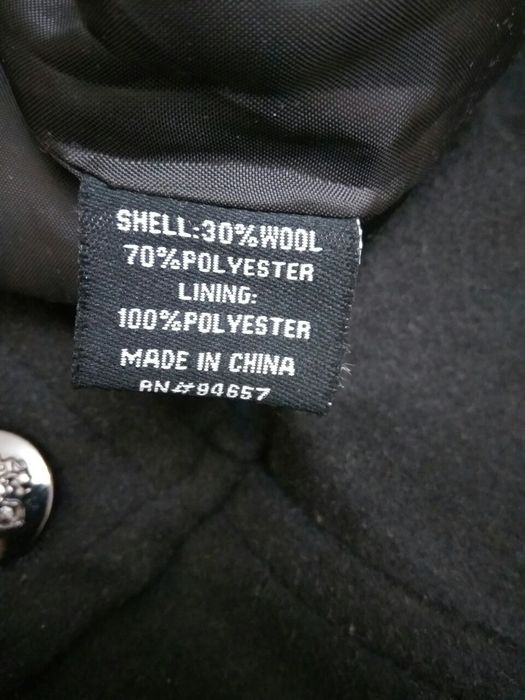 SHELL:30%WOOL
70%POLYESTER
LINING:
100%POLYESTER
MADE IN CHINA
RN#94657